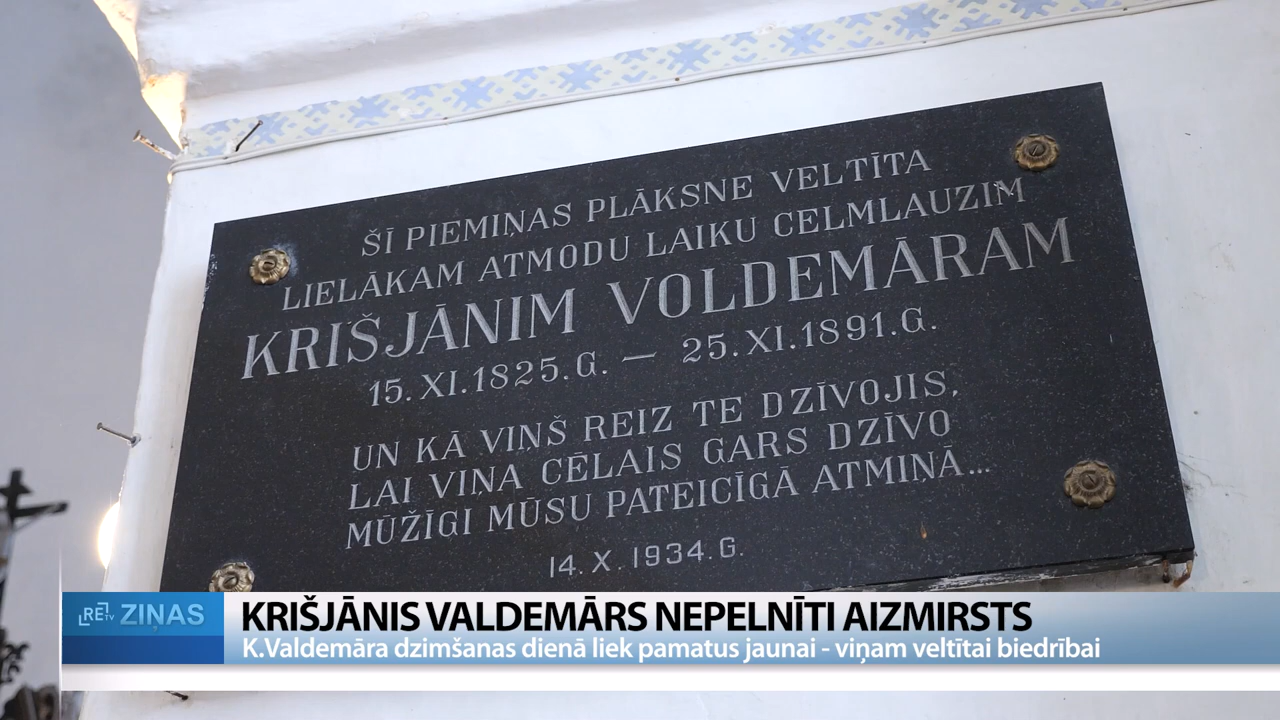 ŠĪ PIEMIŅAS PLĀKSNE VELTĪTA
LIELĀKAM ATMODU LAIKU CELMLAUZIM
KRIŠJĀNIM VOLDEMĀRAM
15.XI.1825.G. — 25.XI.1891.G.
UN KĀ VIŅŠ REIZ TE DZĪVOJIS,
LAI VIŅA CĒLAIS GARS DZĪVO
MŪŽĪGI MŪSU PATEICĪGĀ ATMIŅĀ...
14.X.1934.G.
RE TV ZIŅAS
KRIŠJĀNIS VALDEMĀRS NEPELNĪTI AIZMIRSTS
K.Valdemāra dzimšanas dienā liek pamatus jaunai - viņam veltītai biedrībai